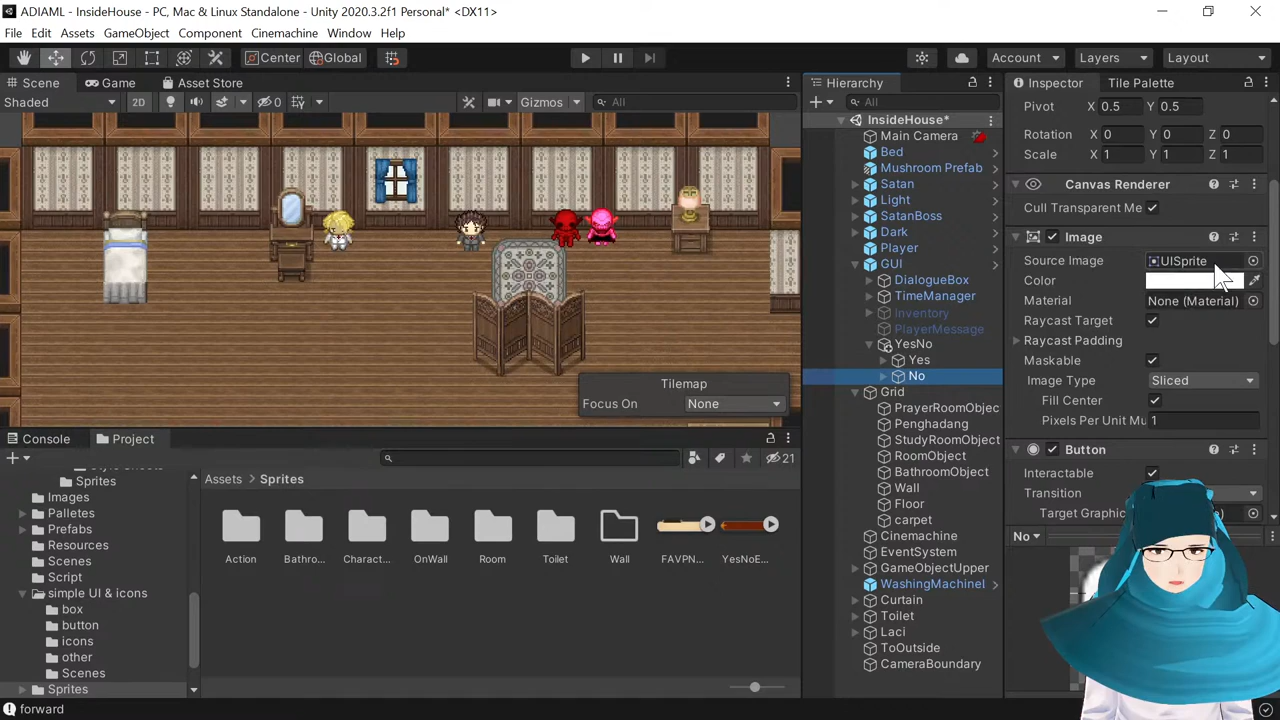 ADIAML - InsideHouse - PC, Mac & Linux Standalone - Unity 2020.3.2f1 Personal* <DX11>
File Edit Assets GameObject Component Cinemachine Window Help
Center Global Account Layers Layout
Scene Game Asset Store
Shaded 2D 0 Gizmos All
Tilemap
Focus On None
Hierarchy
All
InsideHouse*
Main Camera
Bed
Mushroom Prefab
Satan
Light
SatanBoss
Dark
Player
GUI
DialogueBox
TimeManager
Inventory
PlayerMessage
YesNo
Yes
No
Grid
PrayerRoomObjec
Penghadang
StudyRoomObject
RoomObject
BathroomObject
Wall
Floor
carpet
Cinemachine
EventSystem
GameObjectUpper
WashingMachine
Curtain
Toilet
Laci
ToOutside
CameraBoundary
Inspector Tile Palette
Pivot X 0.5 Y 0.5
Rotation X 0 Y 0 Z 0
Scale X 1 Y 1 Z 1
Canvas Renderer
Cull Transparent Me
Image
Source Image UISprite
Color
Material None (Material)
Raycast Target
Raycast Padding
Maskable
Image Type Sliced
Fill Center
Pixels Per Unit Mu 1
Button
Interactable
Transition
Target Graphic
No
Console Project
21
Sprites
Images
Palletes
Prefabs
Resources
Scenes
Script
simple UI & icons
box
button
icons
other
Scenes
Sprites
Assets > Sprites
Action Bathro... Charact... OnWall Room Toilet Wall FAVPN... YesNoE...
forward